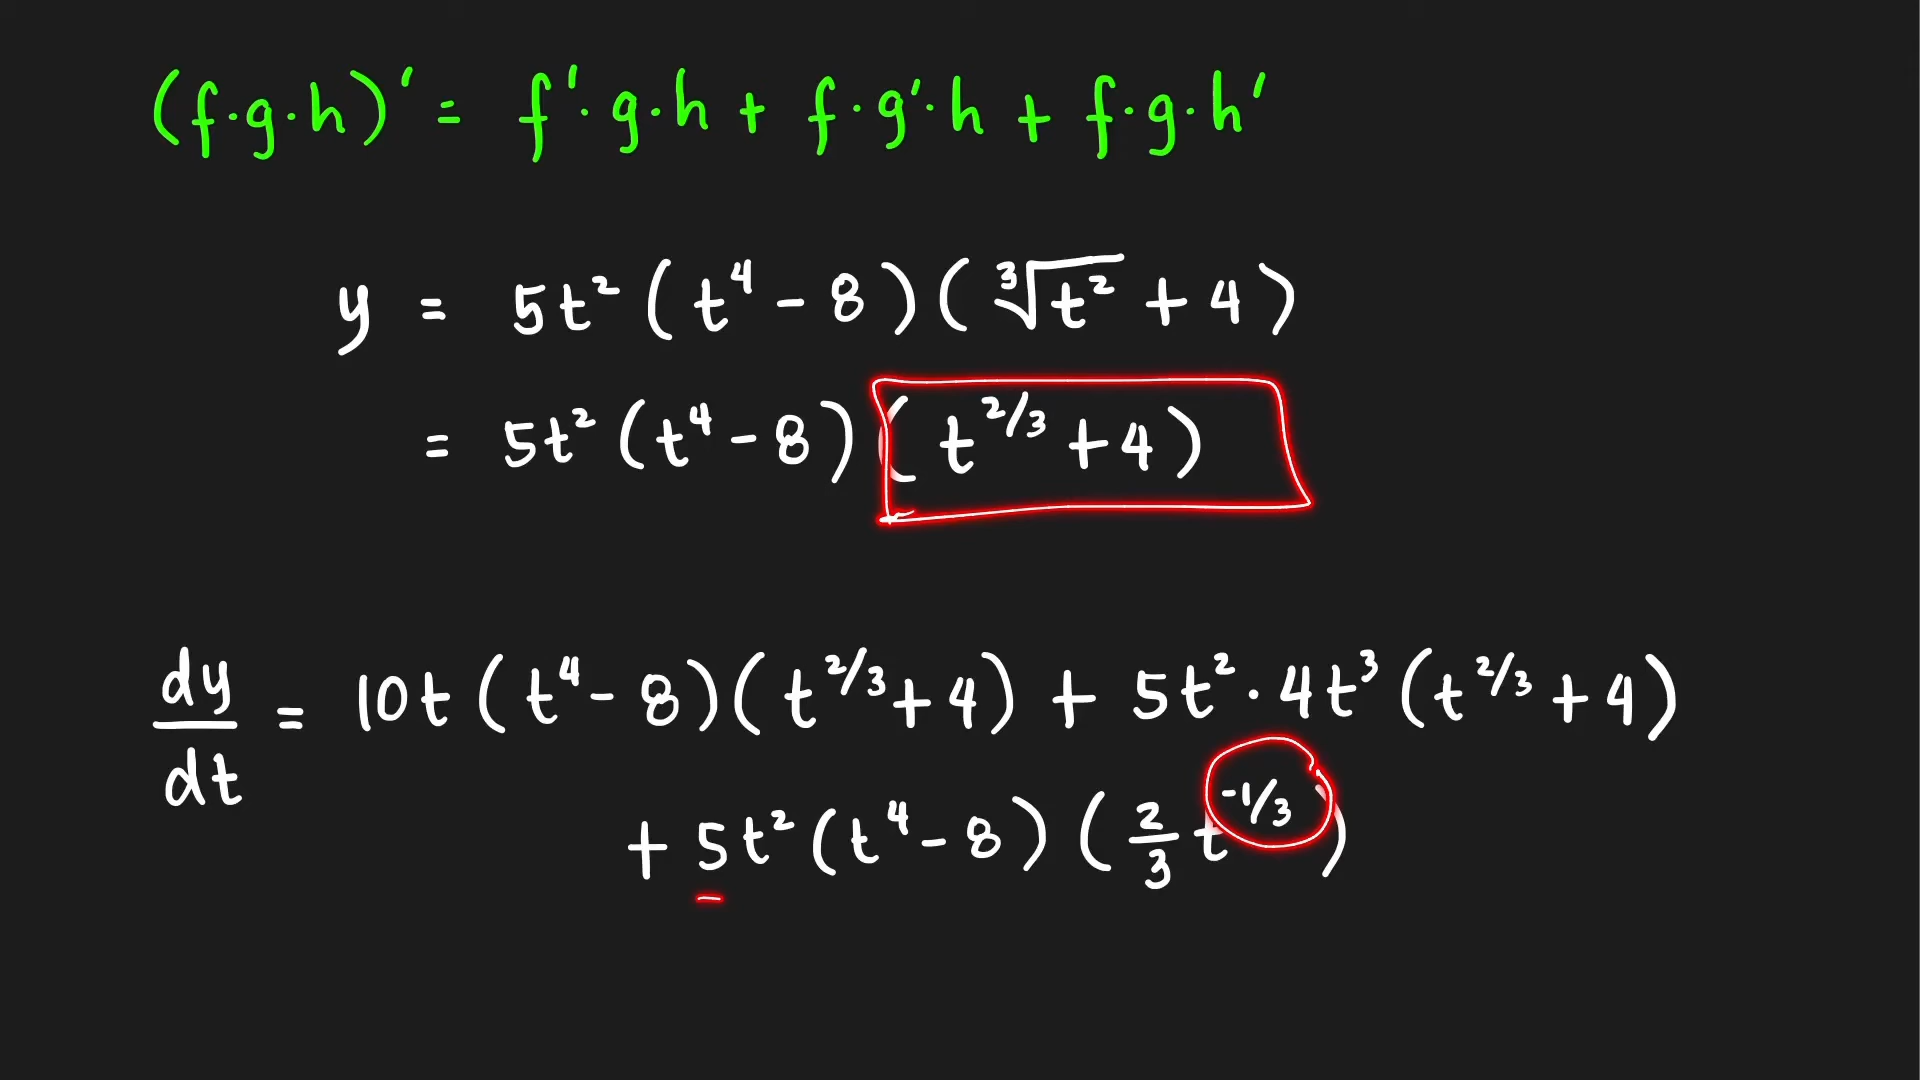 (f·g·h)' = f'·g·h + f·g'·h + f·g·h'
y = 5t² (t⁴ - 8)(∛t² + 4)
= 5t² (t⁴ - 8)(t^{2/3} + 4)
dy/dt = 10t (t⁴ - 8)(t^{2/3} + 4) + 5t² · 4t³ (t^{2/3} + 4)
+ 5t² (t⁴ - 8)(2/3 t^{-1/3})